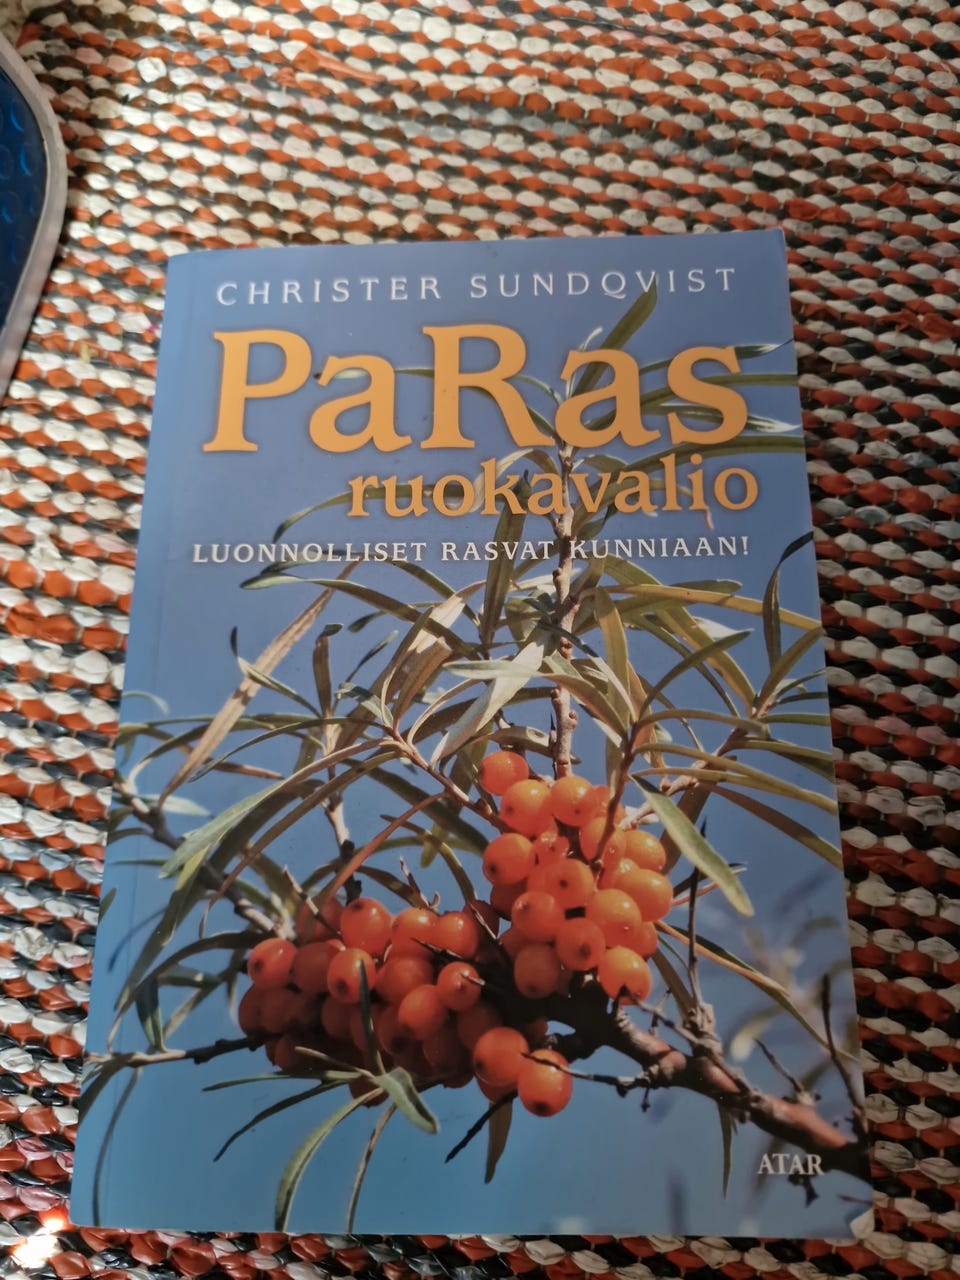 CHRISTER SUNDQVIST
PaRas
ruokavalio
LUONNOLLISET RASVAT KUNNIAAN!
ATAR